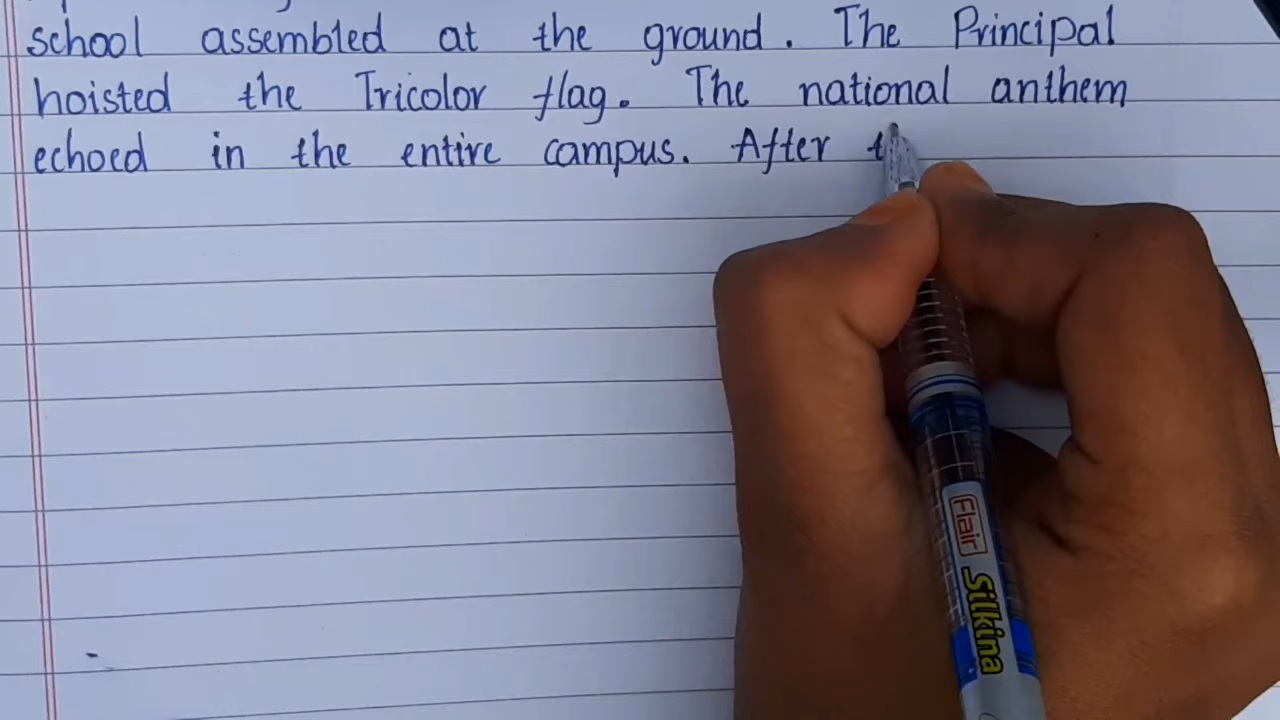 school assembled at the ground. The Principal
hoisted the Tricolor flag. The national anthem
echoed in the entire campus. After t
Flair
Silkina